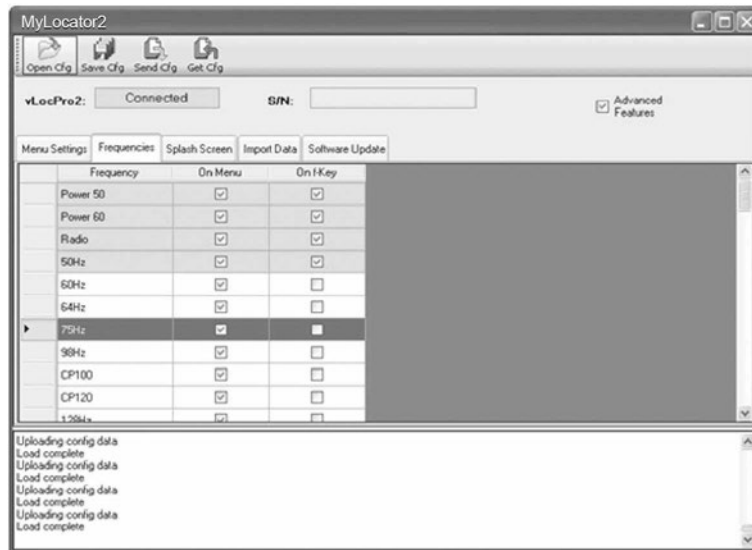 MyLocator2
Open Cfg Save Cfg Send Cfg Get Cfg
vLocPro2: Connected S/N: Advanced Features
Menu Settings Frequencies Splash Screen Import Data Software Update
Frequency On Menu On f-Key
Power 50
Power 60
Radio
50Hz
60Hz
64Hz
75Hz
98Hz
CP100
CP120
128Hz
Uploading config data
Load complete
Uploading config data
Load complete
Uploading config data
Load complete
Uploading config data
Load complete